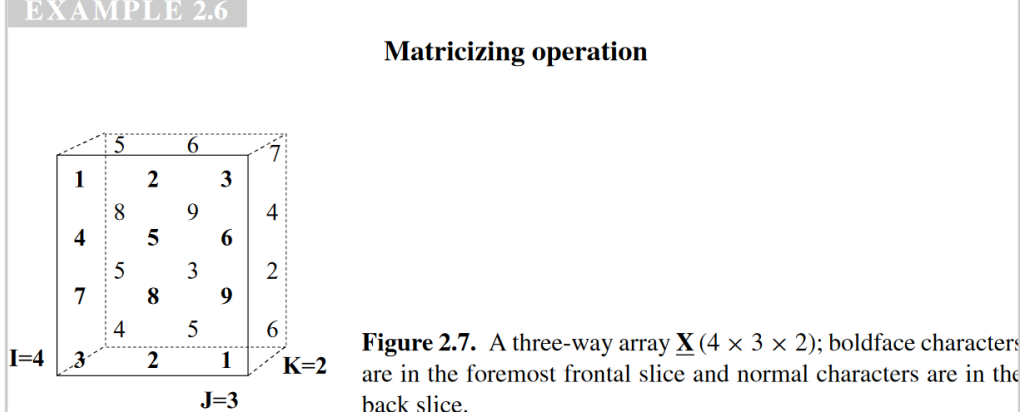 EXAMPLE 2.6
Matricizing operation
5 6 7
1 2 3
8 9 4
4 5 6
5 3 2
7 8 9
4 5 6
I=4 3 2 1 K=2
J=3
Figure 2.7. A three-way array X (4 × 3 × 2); boldface characters
are in the foremost frontal slice and normal characters are in the
back slice.